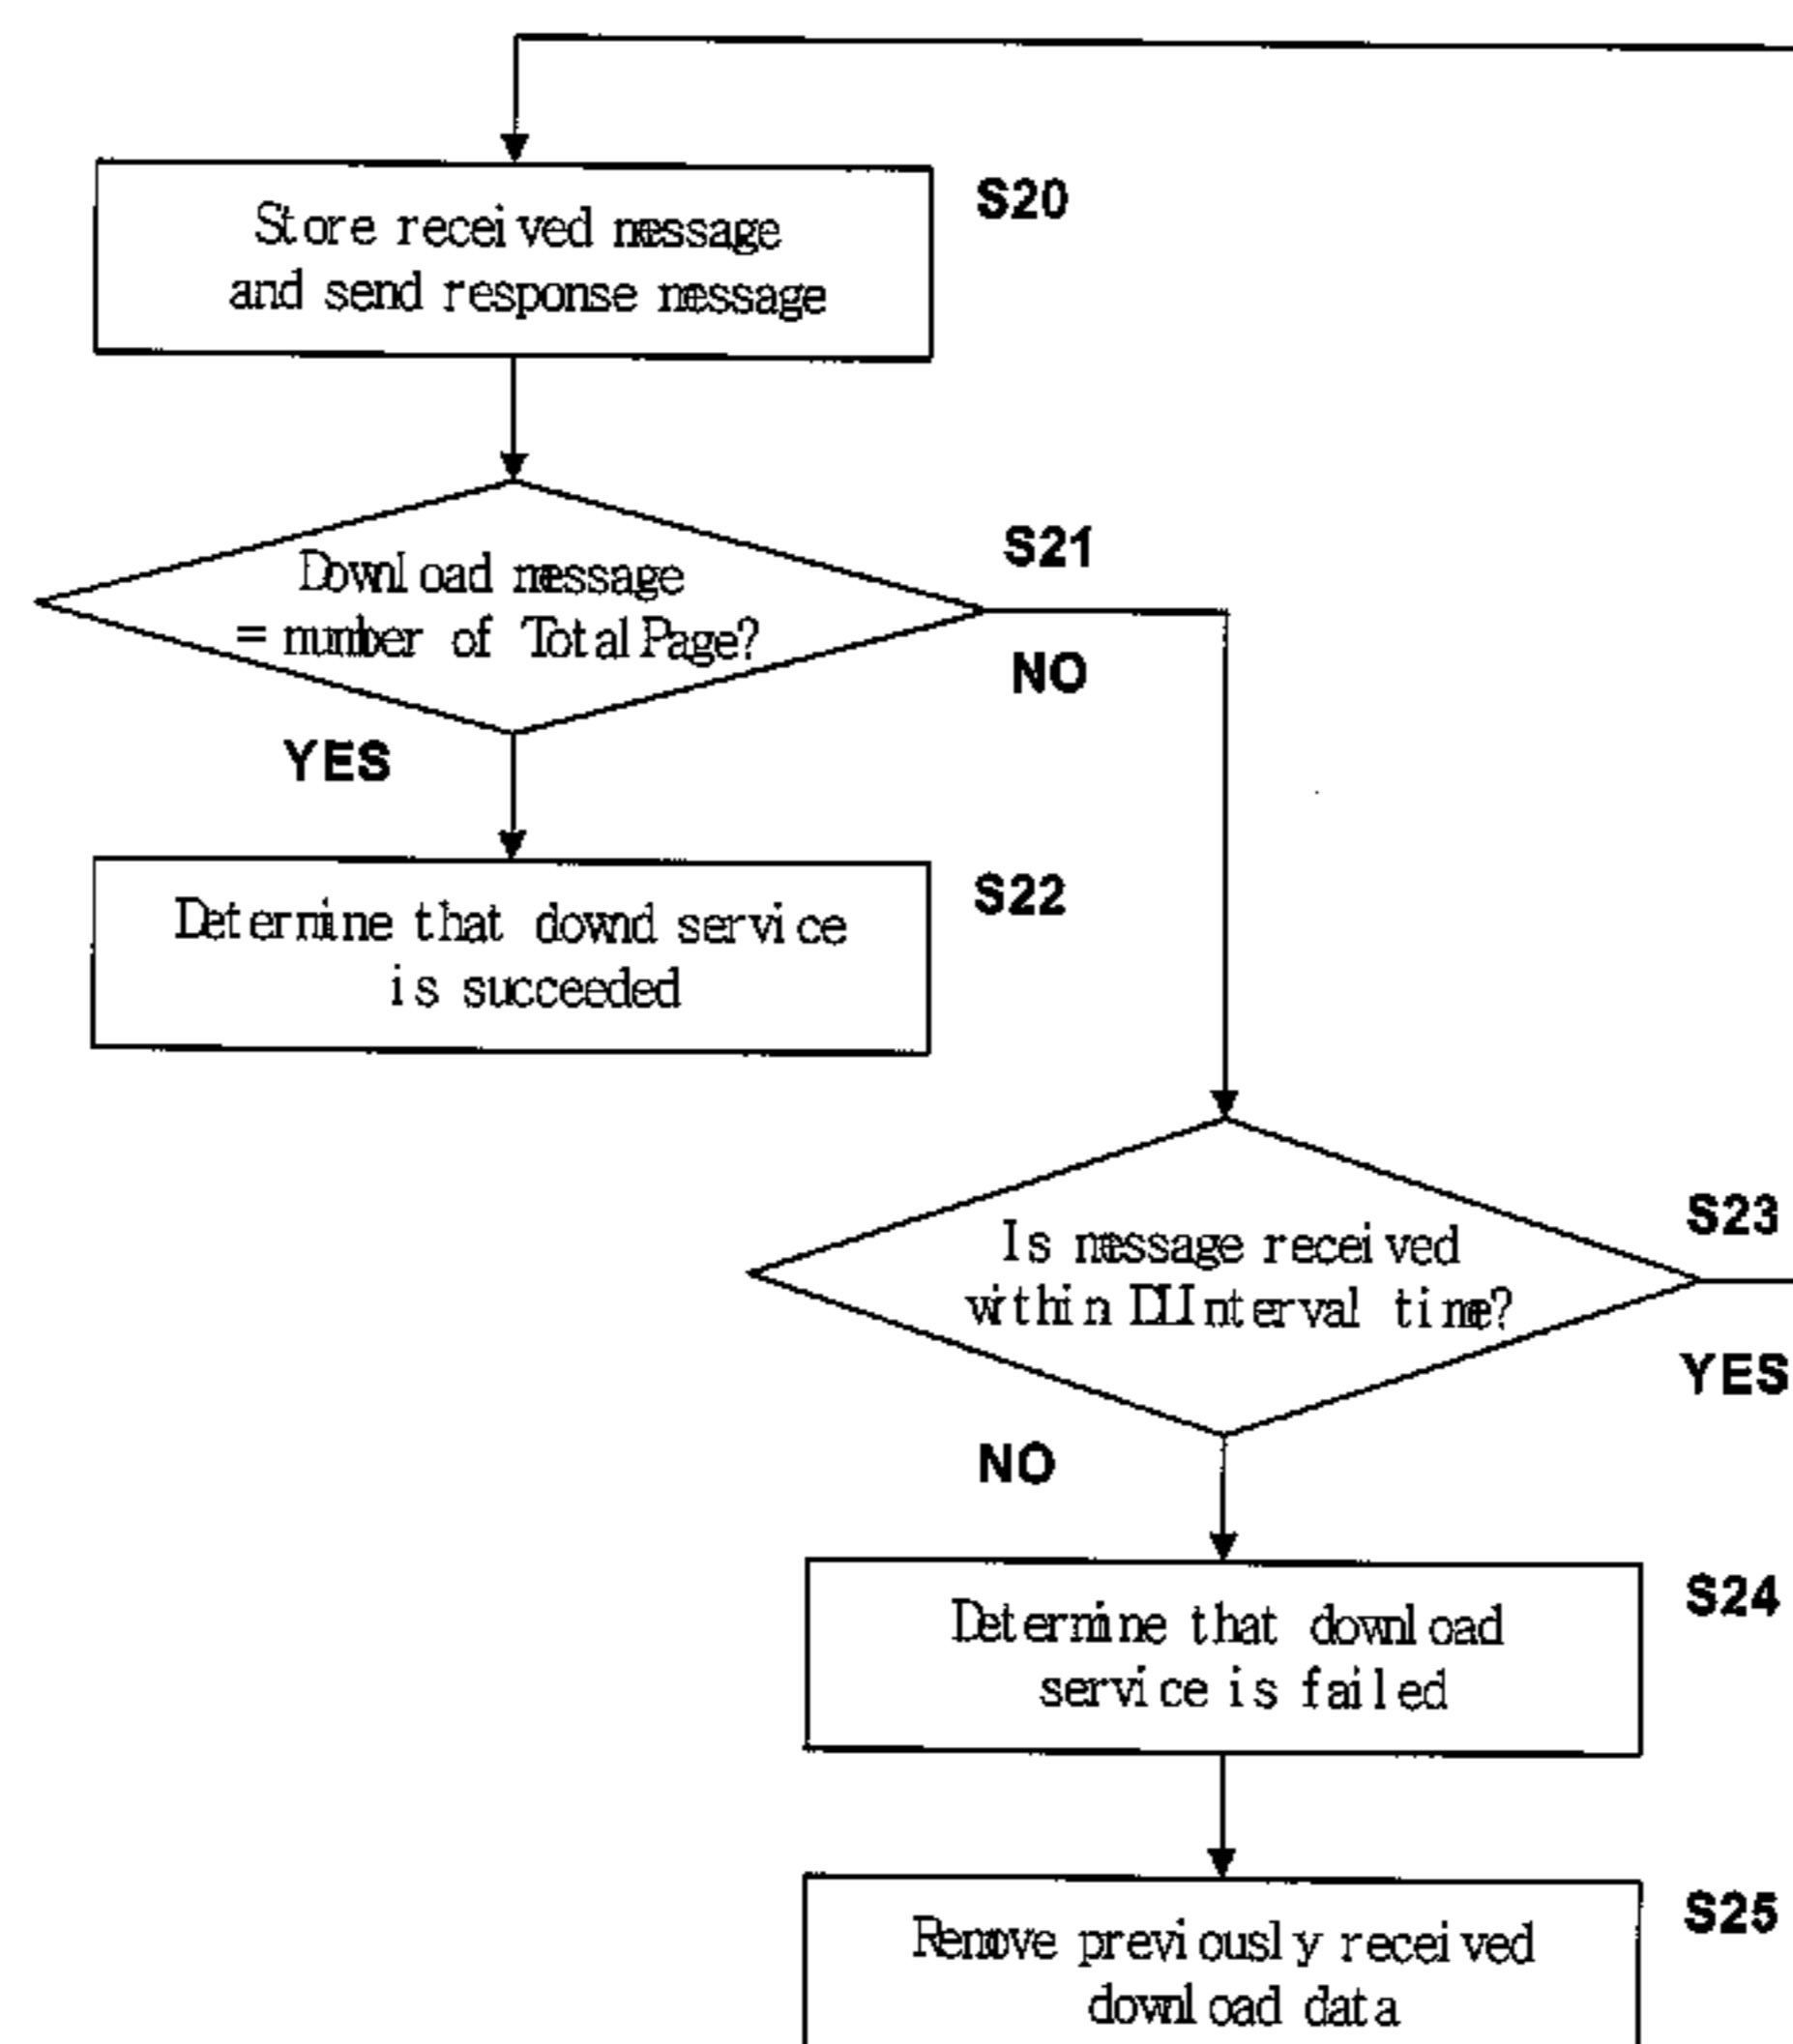 Store received message
and send response message
S20
Download message
= number of TotalPage?
S21
NO
YES
Determine that downd service
is succeeded
S22
Is message received
within DLInterval time?
S23
YES
NO
Determine that download
service is failed
S24
Remove previously received
download data
S25